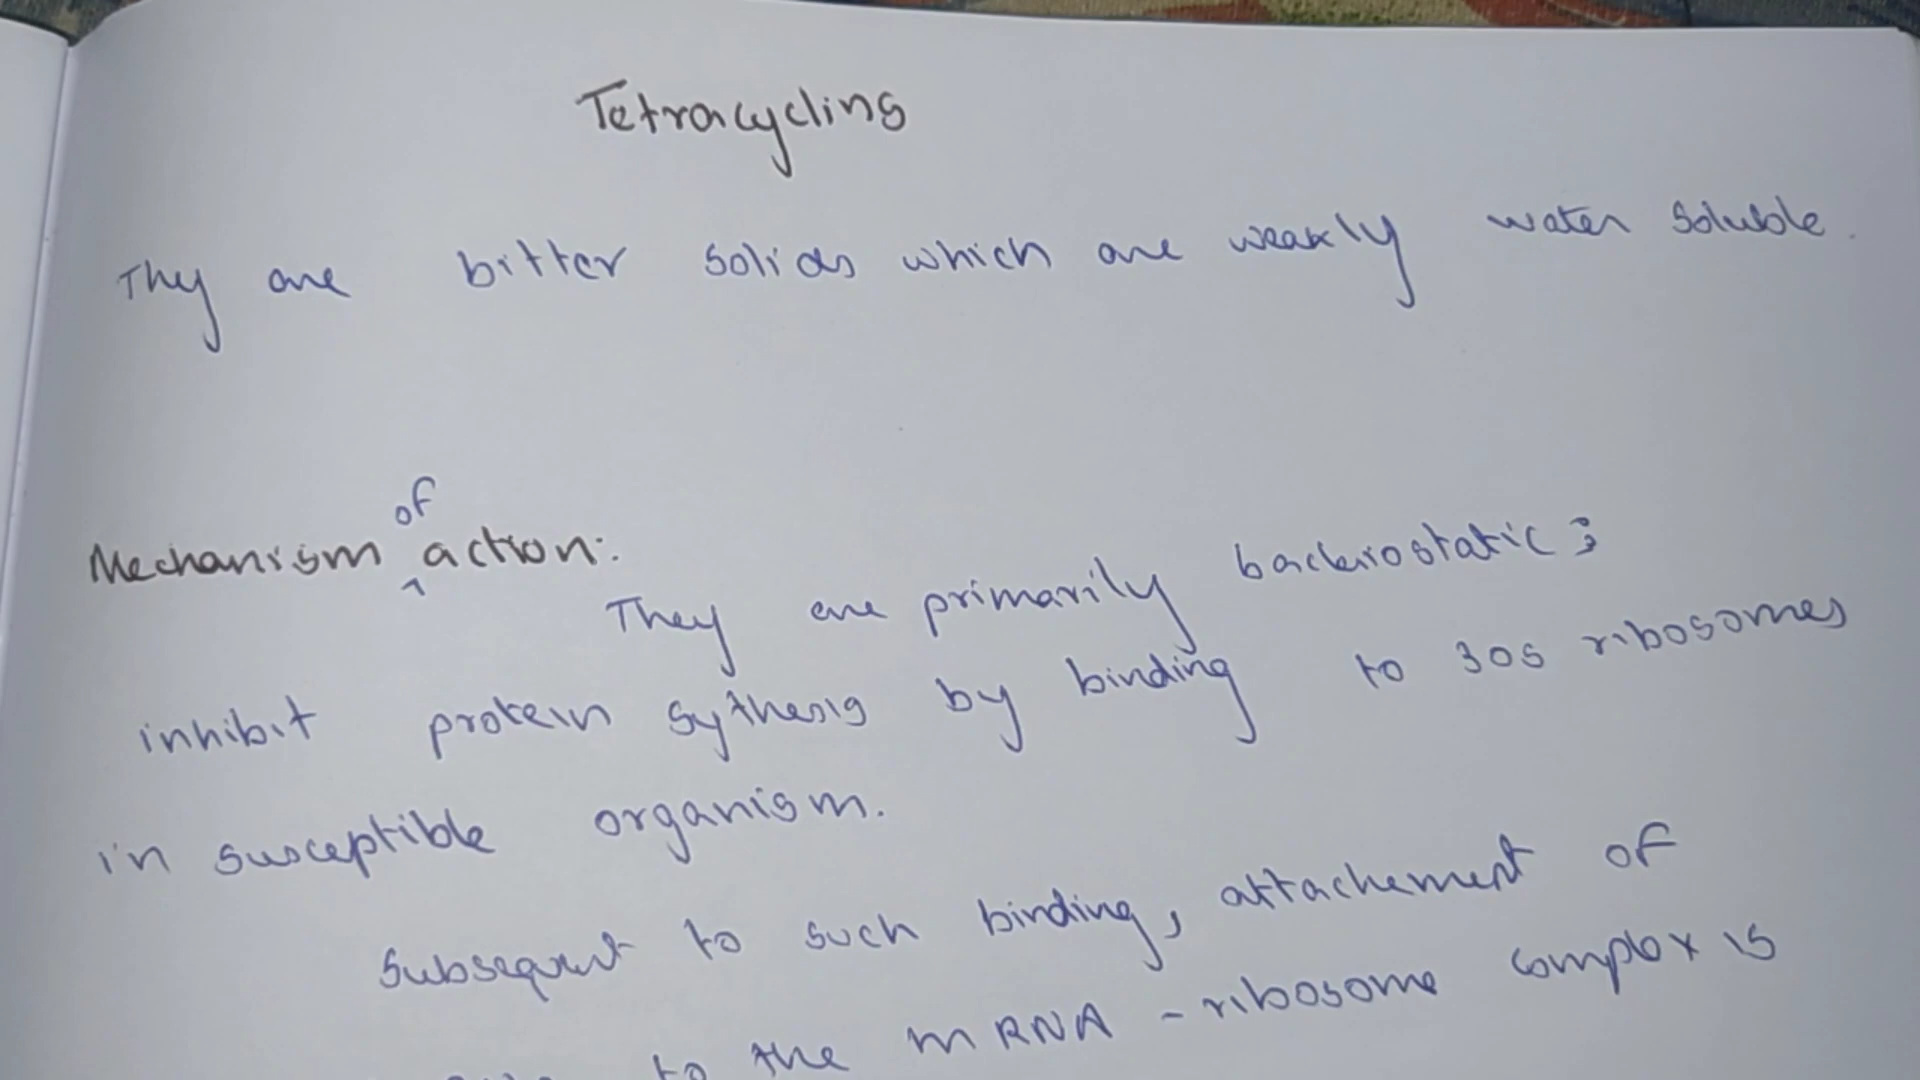 Tetracycling
Thy are bitter solids which are weakly water soluble.
of
Mechanism ^ action:.
They are primarily bacteriostatic;
inhibit protein sythesis by binding to 30s ribosomes
in susceptible organism.
Subsequent to such binding, attachement of
to the mRNA - ribosome complex is